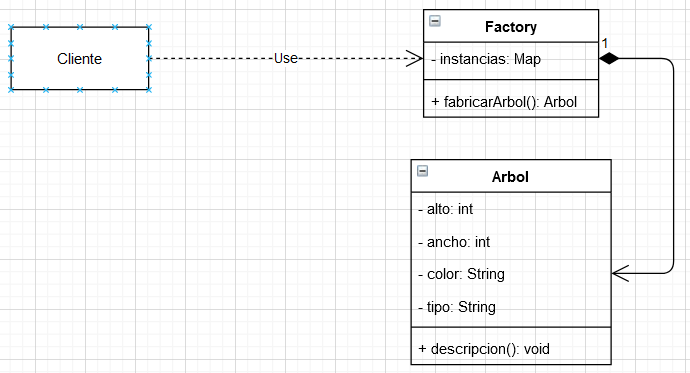 Cliente
Use
Factory
- instancias: Map
+ fabricarArbol(): Arbol
1
Arbol
- alto: int
- ancho: int
- color: String
- tipo: String
+ descripcion(): void